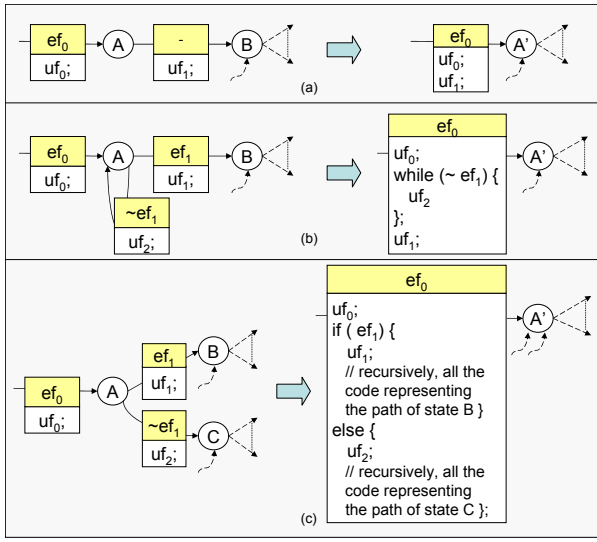 ef0 A - B ef0 A'
uf0; uf1; uf0;
uf1;
(a)
ef0 A ef1 B
uf0; uf1;
~ef1
uf2;
ef0
uf0;
while (~ ef1) {
uf2
};
uf1;
A'
(b)
ef0
uf0;
A
ef1
uf1;
B
~ef1
uf2;
C
ef0
uf0;
if ( ef1) {
uf1;
// recursively, all the
code representing
the path of state B }
else {
uf2;
// recursively, all the
code representing
the path of state C };
A'
(c)